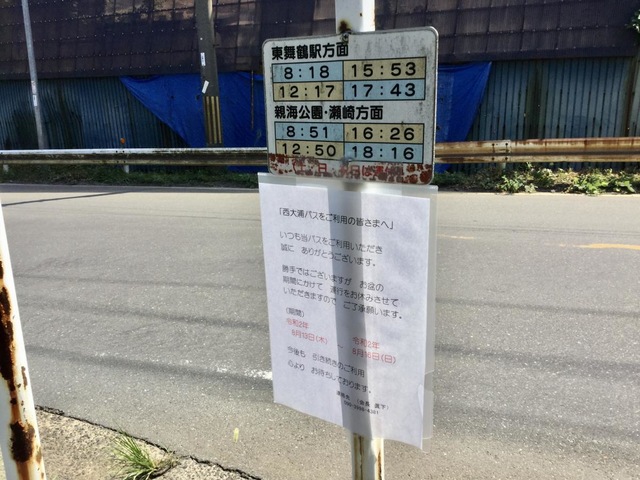 東舞鶴駅方面
8:18 15:53
12:17 17:43
親海公園・瀬崎方面
8:51 16:26
12:50 18:16
「西大浦バスをご利用の皆さまへ」
いつも当バスをご利用いただき
誠に ありがとうございます。
勝手ではございますが お盆の
期間にかけて 運行をお休みさせて
いただきますので ご了承願います。
(期間)
令和2年
8月13日(木) ~ 令和2年
8月16日(日)
今後も 引き続きのご利用
心より お待ちしております。